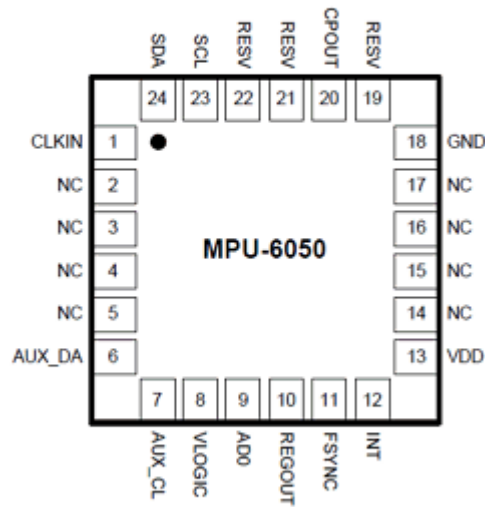 SDA SCL RESV RESV CPOUT RESV
24 23 22 21 20 19
CLKIN 1 18 GND
NC 2 17 NC
NC 3 16 NC
MPU-6050
NC 4 15 NC
NC 5 14 NC
AUX_DA 6 13 VDD
7 8 9 10 11 12
AUX_CL VLOGIC AD0 REGOUT FSYNC INT